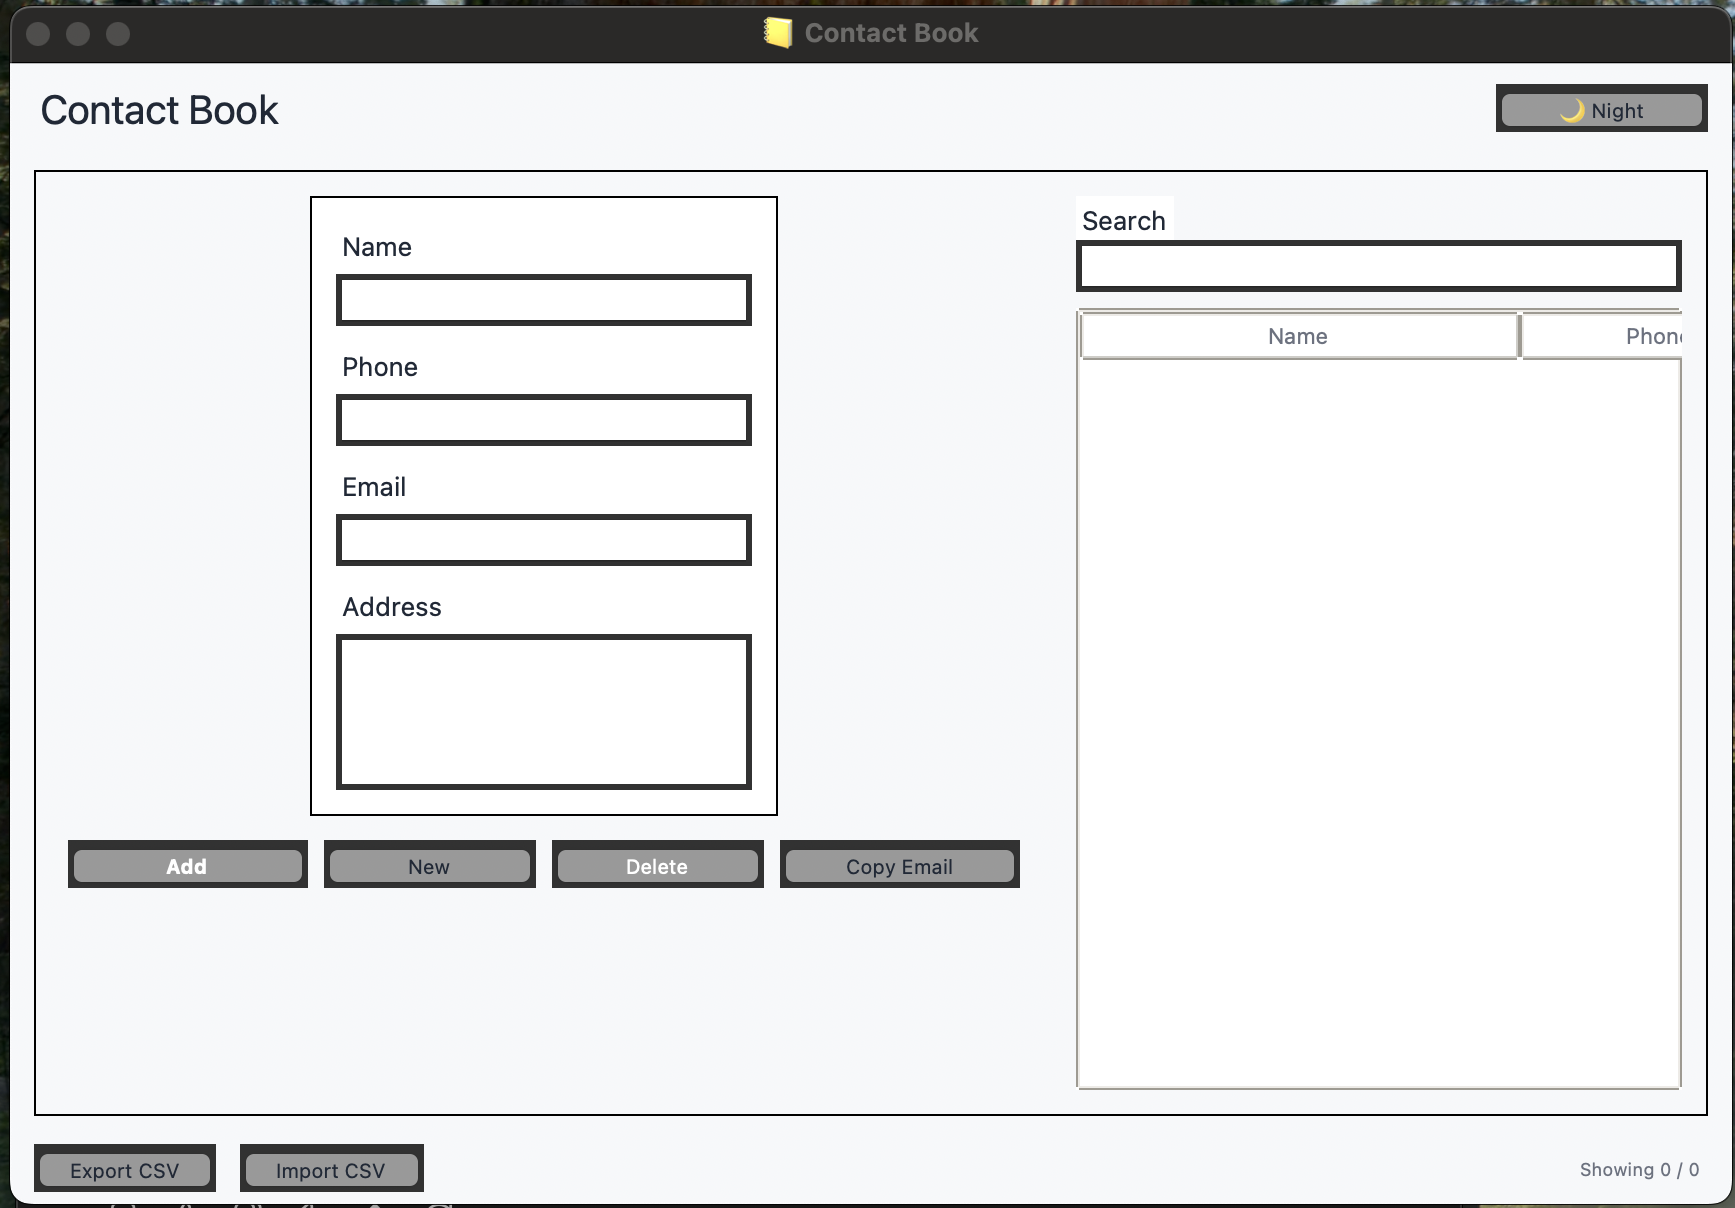 Contact Book
Contact Book
Night
Name
Phone
Email
Address
Add
New
Delete
Copy Email
Search
Name
Phon
Export CSV
Import CSV
Showing 0 / 0